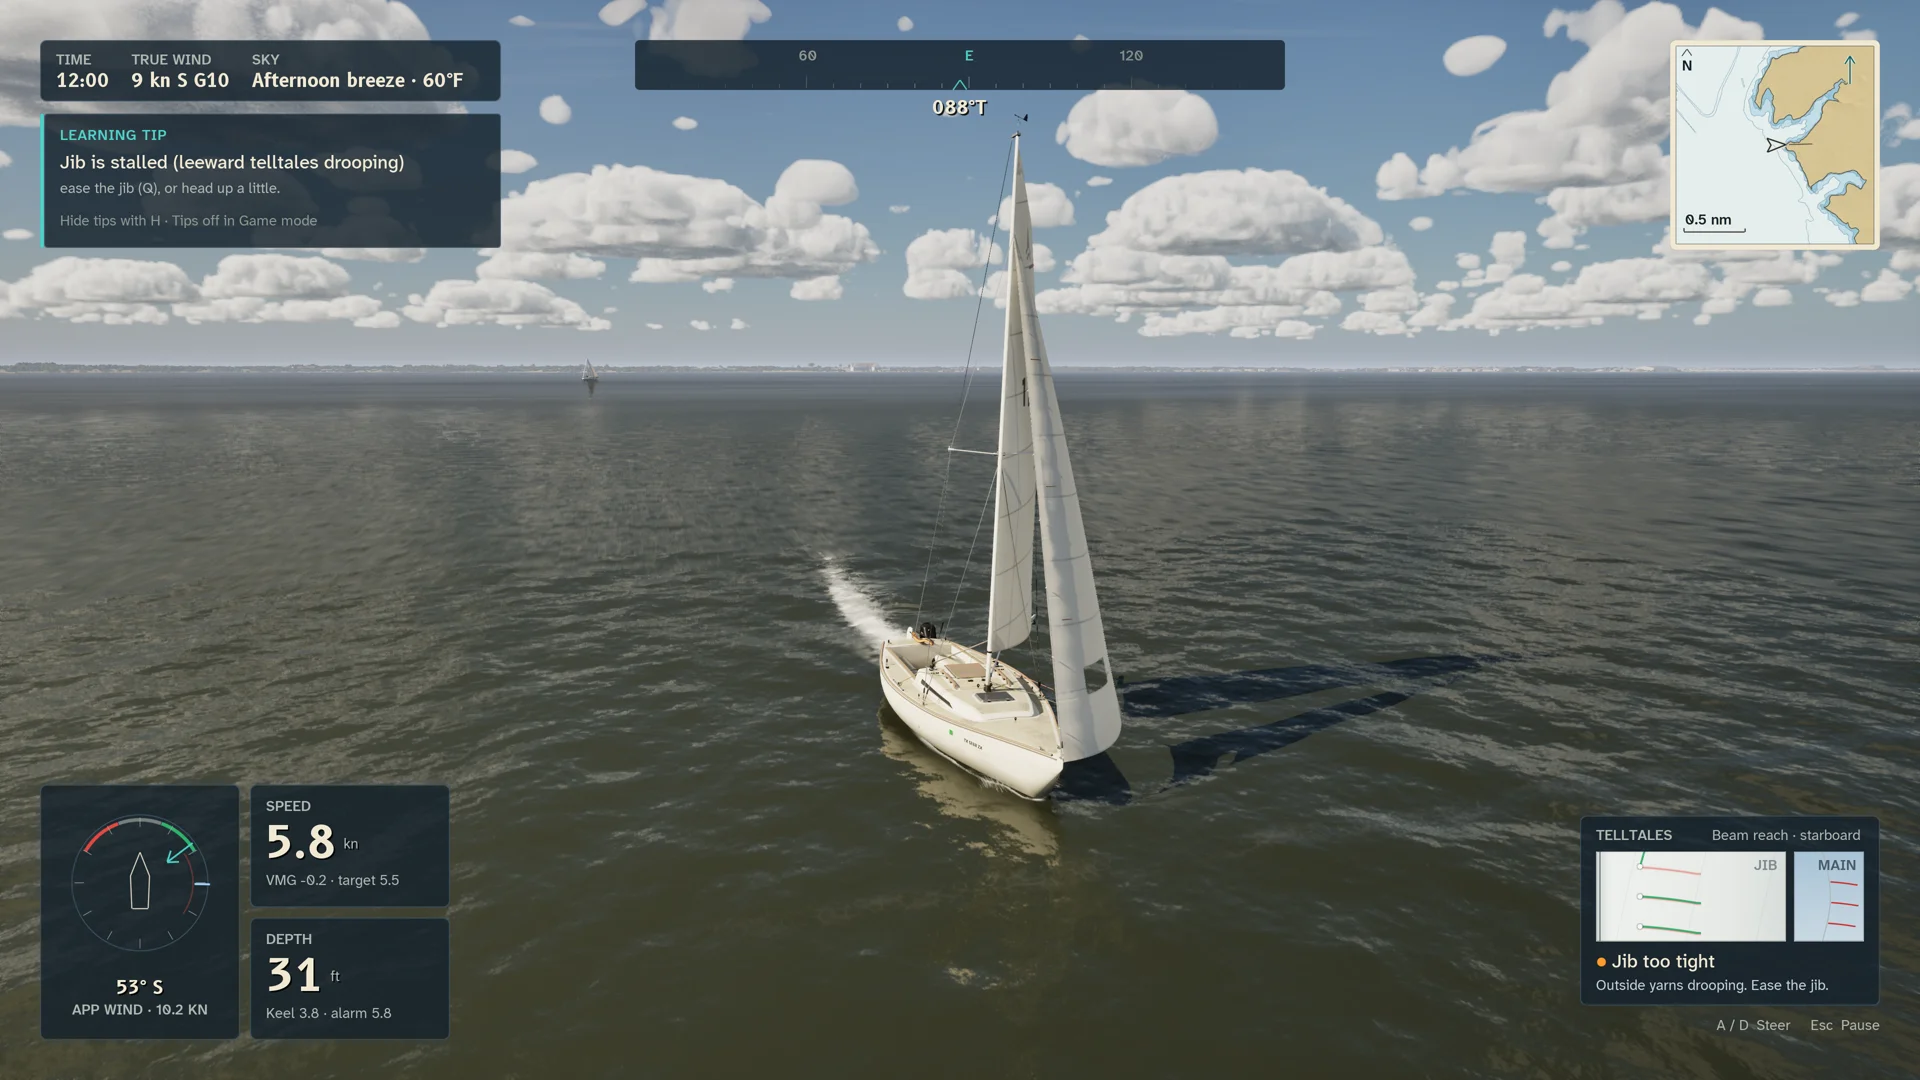 TIME TRUE WIND SKY
12:00 9 kn S G10 Afternoon breeze · 60°F
LEARNING TIP
Jib is stalled (leeward telltales drooping)
ease the jib (Q), or head up a little.
Hide tips with H · Tips off in Game mode
60 E 120
088°T
N
0.5 nm
53° S
APP WIND · 10.2 KN
SPEED
5.8 kn
VMG -0.2 · target 5.5
DEPTH
31 ft
Keel 3.8 · alarm 5.8
TELLTALES Beam reach · starboard
JIB MAIN
Jib too tight
Outside yarns drooping. Ease the jib.
A / D Steer Esc Pause